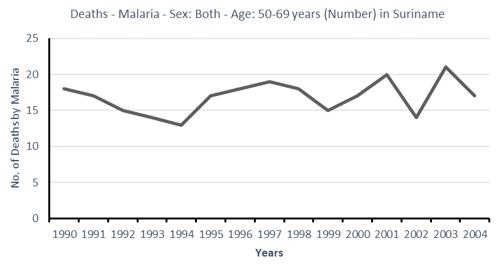 Deaths - Malaria - Sex: Both - Age: 50-69 years (Number) in Suriname
No. of Deaths by Malaria
25
20
15
10
5
0
1990 1991 1992 1993 1994 1995 1996 1997 1998 1999 2000 2001 2002 2003 2004
Years